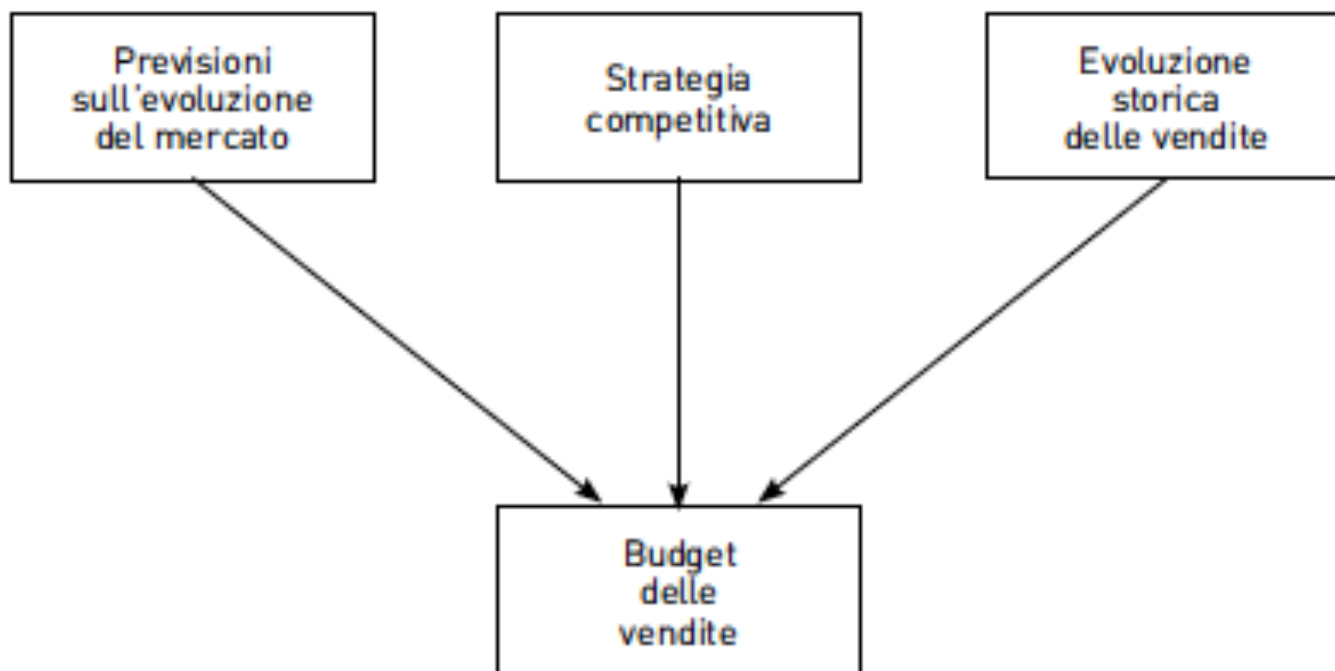 Previsioni
sull'evoluzione
del mercato
Strategia
competitiva
Evoluzione
storica
delle vendite
Budget
delle
vendite